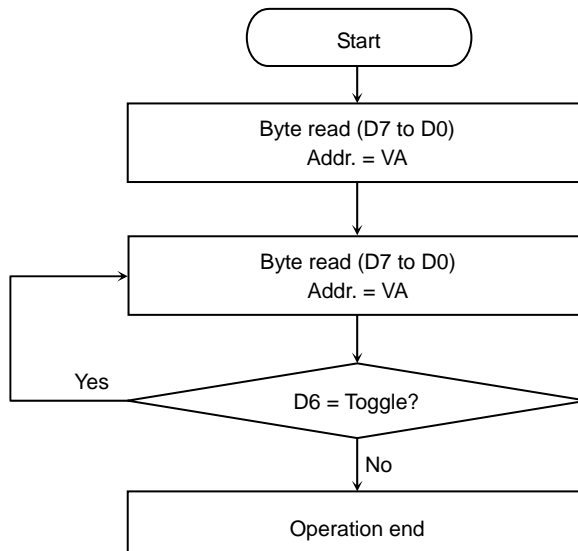 Start
Byte read (D7 to D0)
Addr. = VA
Byte read (D7 to D0)
Addr. = VA
Yes
D6 = Toggle?
No
Operation end